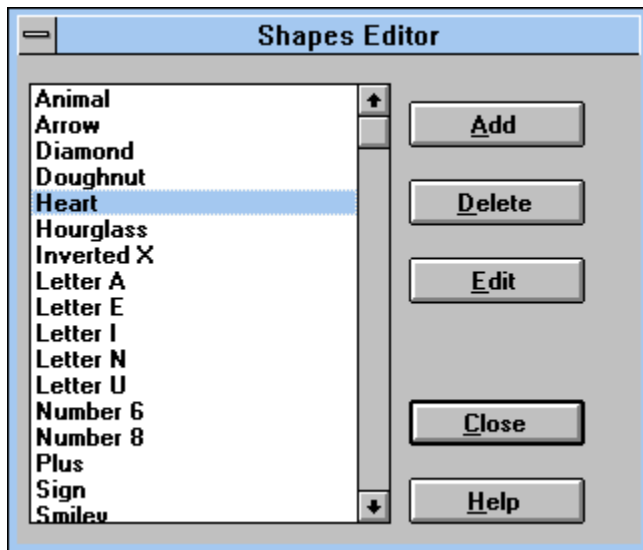 Shapes Editor
Animal
Arrow
Diamond
Doughnut
Heart
Hourglass
Inverted X
Letter A
Letter E
Letter I
Letter N
Letter U
Number 6
Number 8
Plus
Sign
Smiley
Add
Delete
Edit
Close
Help